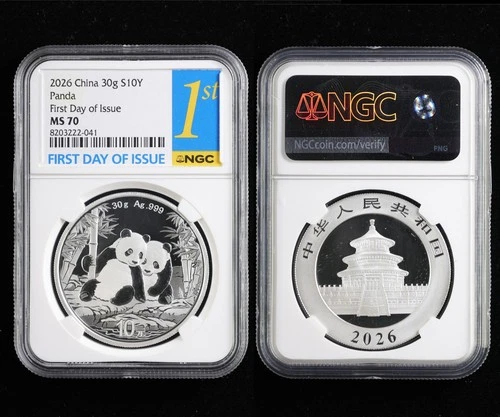 2026 China 30g S10Y
Panda
First Day of Issue
MS 70
8203222-041
1st
FIRST DAY OF ISSUE
NGC
30g Ag.999
10元
NGC
NGCcoin.com/verify
PNG
中华人民共和国
2026